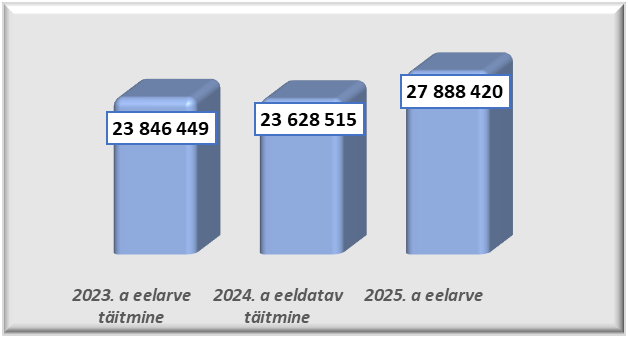 23 846 449
23 628 515
27 888 420
2023. a eelarve täitmine
2024. a eeldatav täitmine
2025. a eelarve